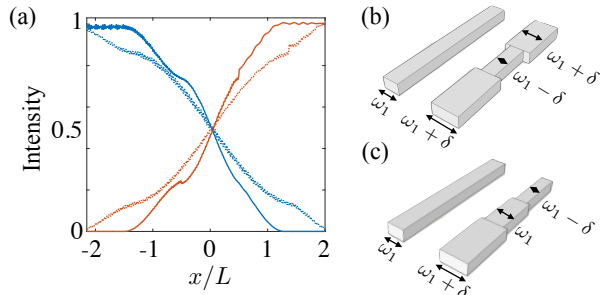 (a)
1
0.5
0
Intensity
-2
-1
0
1
2
x/L
(b)
ω₁
ω₁ + δ
ω₁ − δ
ω₁ + δ
(c)
ω₁
ω₁ + δ
ω₁
ω₁ − δ